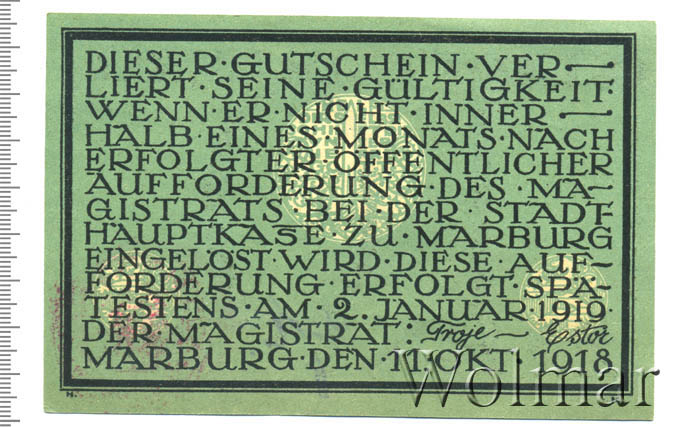 DIESER·GUTSCHEIN·VER—
LIERT·SEINE·GÜLTIGKEIT·
WENN·ER·NICHT·INNER—
HALB·EINES·MONATS·NACH
ERFOLGTER·ÖFFENTLICHER
AUFFORDERUNG·DES·MA-
GISTRATS·BEI·DER·STADT
HAUPTKASE·ZU·MARBURG
EINGELÖST·WIRD·DIESE·AUF-
FORDERUNG·ERFOLGT·SPÄ-
TESTENS·AM·2·JANUAR·1919·
DER·MAGISTRAT: Troje— Estor
MARBURG·DEN·11·OKT·1918
H.
Wolmar